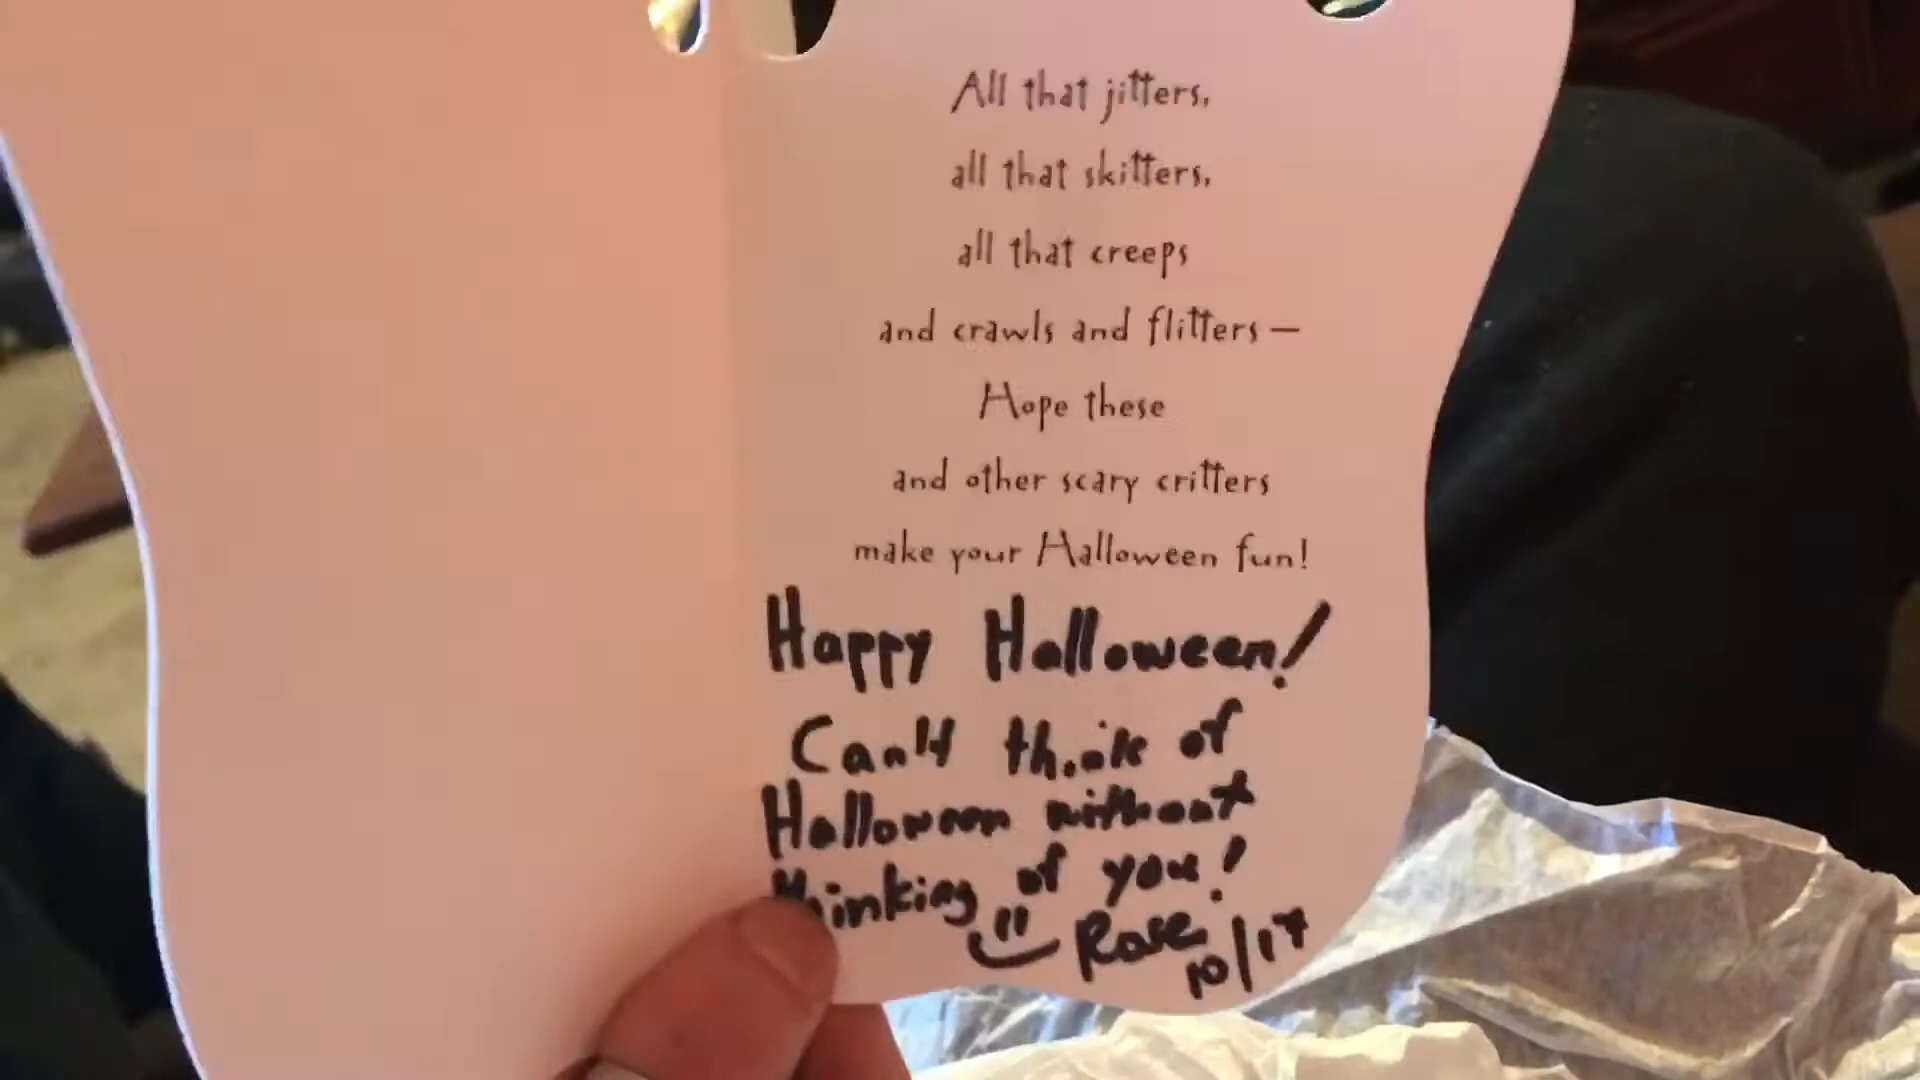 All that jitters,
all that skitters,
all that creeps
and crawls and flitters —
Hope these
and other scary critters
make your Halloween fun!
Happy Halloween!
Can't think of
Halloween without
thinking of you!
Rose
10/17